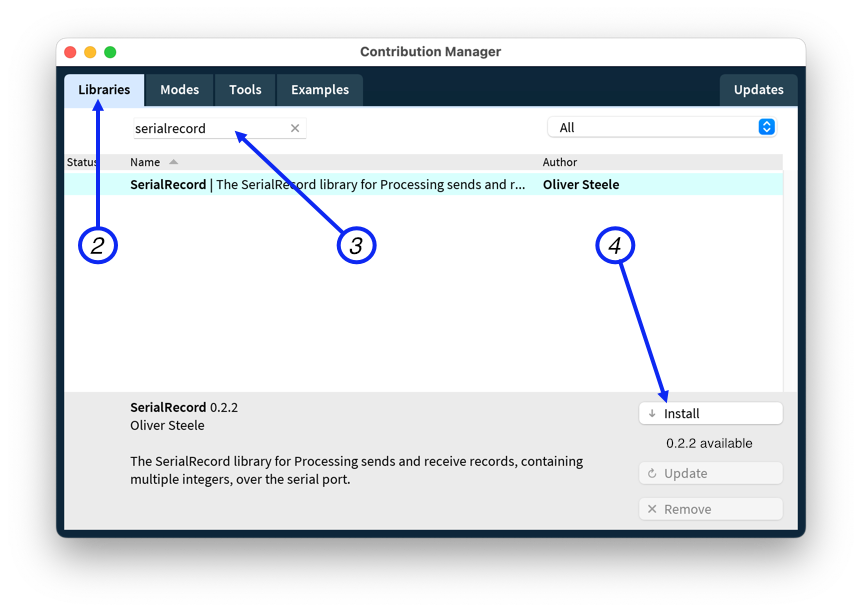 Contribution Manager
Libraries Modes Tools Examples Updates
serialrecord × All
Status Name Author
SerialRecord | The SerialRecord library for Processing sends and r... Oliver Steele
2 3 4
SerialRecord 0.2.2
Install
Oliver Steele
0.2.2 available
The SerialRecord library for Processing sends and receive records, containing
multiple integers, over the serial port.
Update
Remove